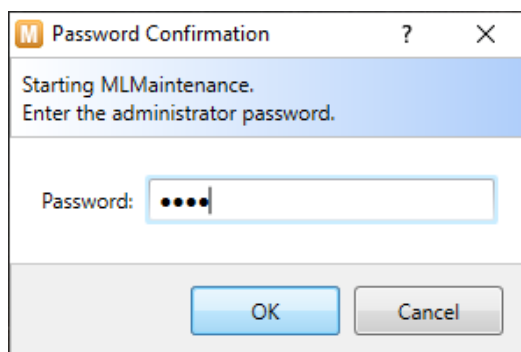 M Password Confirmation ? X
Starting MLMaintenance.
Enter the administrator password.
Password: ●●●●
OK Cancel